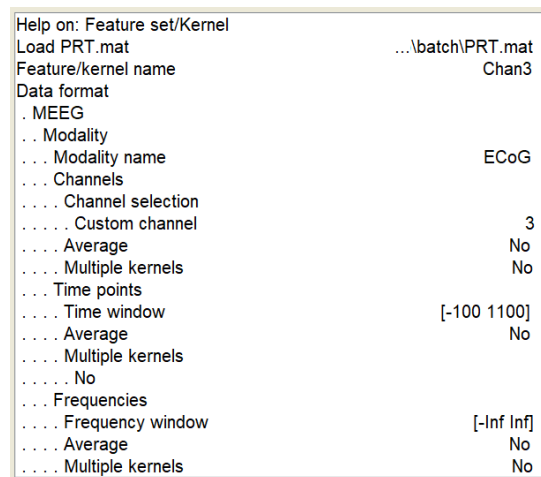 Help on: Feature set/Kernel
Load PRT.mat ...\batch\PRT.mat
Feature/kernel name Chan3
Data format
. MEEG
. . Modality
. . . Modality name ECoG
. . . Channels
. . . . Channel selection
. . . . . Custom channel 3
. . . . Average No
. . . . Multiple kernels No
. . . Time points
. . . . Time window [-100 1100]
. . . . Average No
. . . . Multiple kernels
. . . . . No
. . . Frequencies
. . . . Frequency window [-Inf Inf]
. . . . Average No
. . . . Multiple kernels No